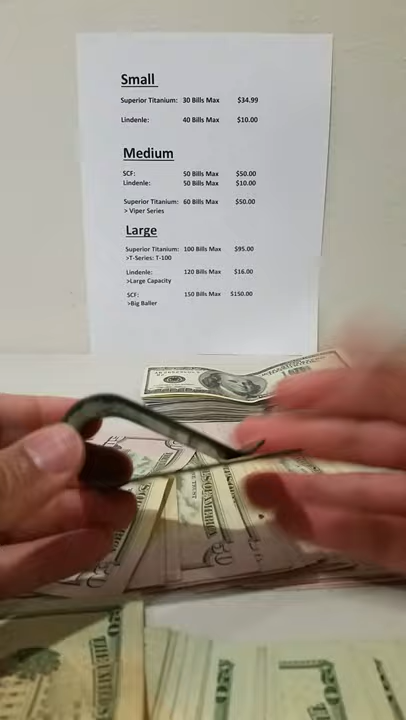 Small
Superior Titanium: 30 Bills Max $34.99
Lindenle: 40 Bills Max $10.00
Medium
SCF: 50 Bills Max $50.00
Lindenle: 50 Bills Max $10.00
Superior Titanium: 60 Bills Max $50.00
> Viper Series
Large
Superior Titanium: 100 Bills Max $95.00
>T-Series: T-100
Lindenle: 120 Bills Max $16.00
>Large Capacity
SCF: 150 Bills Max $150.00
>Big Baller